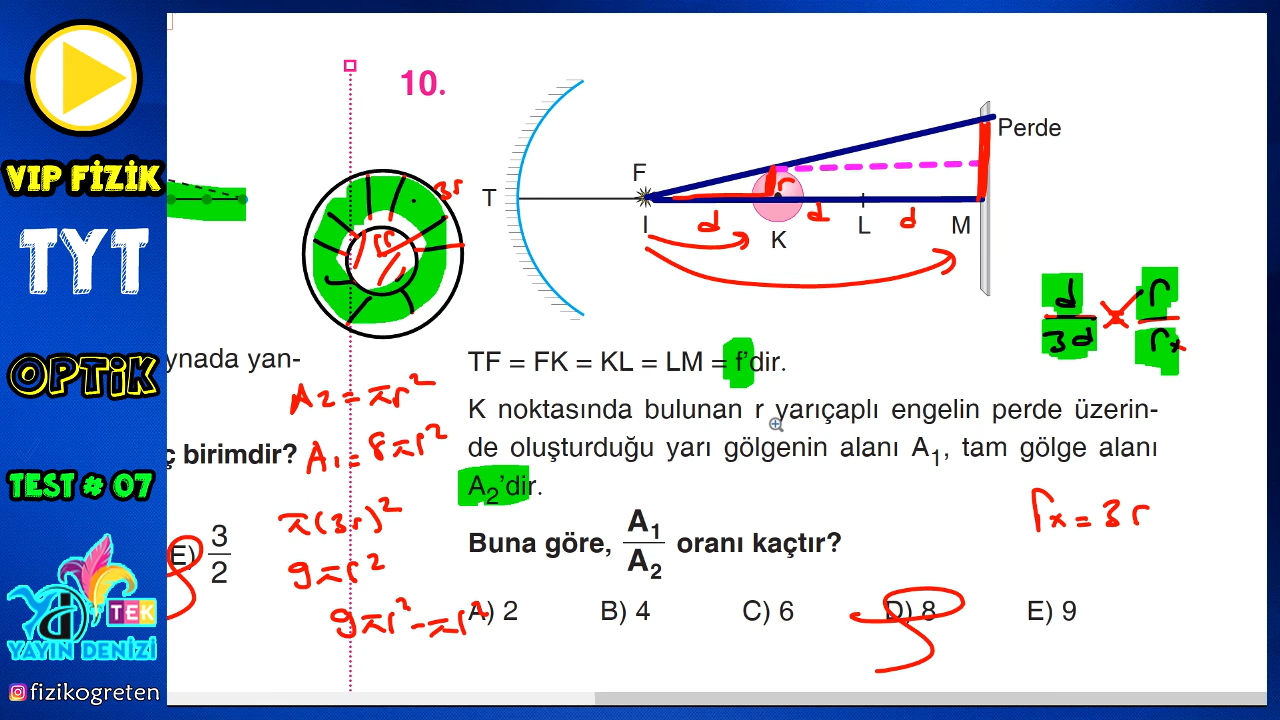 VIP FİZİK
TYT
OPTİK
TEST # 07
YAYIN DENİZİ
TEK
fizikogreten
ynada yan-
ç birimdir?
E) 3/2
10.
Perde
F
T
I
K
L
M
r
d
d
d
3r
r
d/3d
r/rx
TF = FK = KL = LM = f’dir.
K noktasında bulunan r yarıçaplı engelin perde üzerin-
de oluşturduğu yarı gölgenin alanı A1, tam gölge alanı
A2’dir.
Buna göre, A1/A2 oranı kaçtır?
A) 2 B) 4 C) 6 D) 8 E) 9
A2 = πr²
A1 = 8πr²
π(3r)²
9πr²
9πr² - πr²
rx = 3r